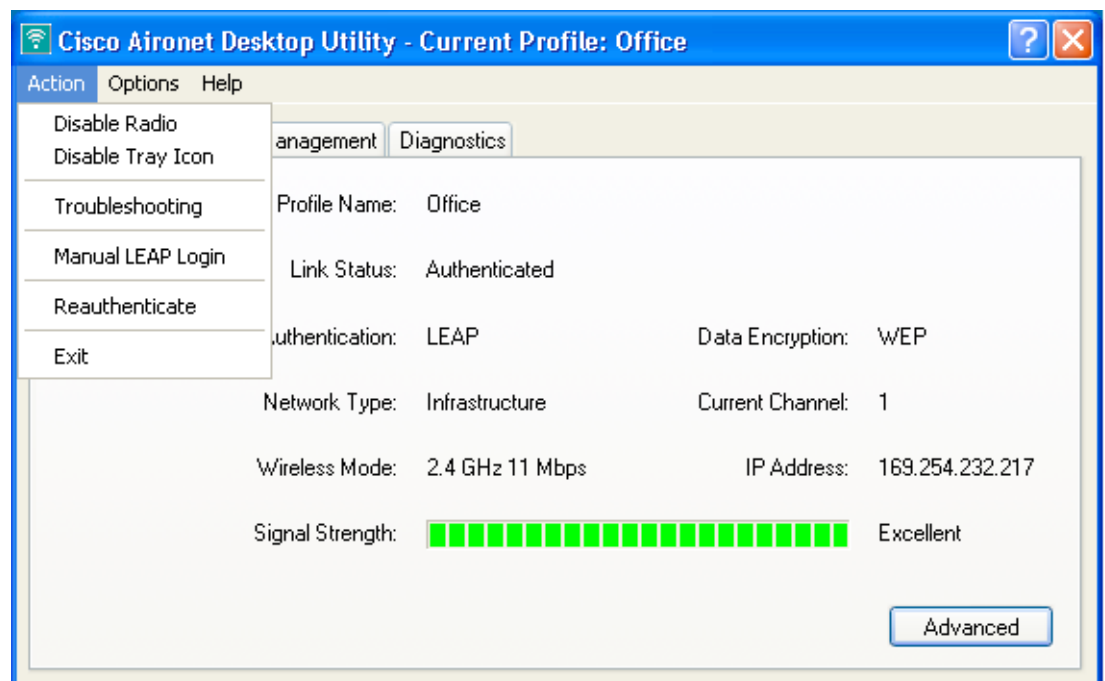 Cisco Aironet Desktop Utility - Current Profile: Office
Action Options Help
Disable Radio
Disable Tray Icon
Troubleshooting
Manual LEAP Login
Reauthenticate
Exit
anagement Diagnostics
Profile Name: Office
Link Status: Authenticated
uthentication: LEAP Data Encryption: WEP
Network Type: Infrastructure Current Channel: 1
Wireless Mode: 2.4 GHz 11 Mbps IP Address: 169.254.232.217
Signal Strength: Excellent
Advanced